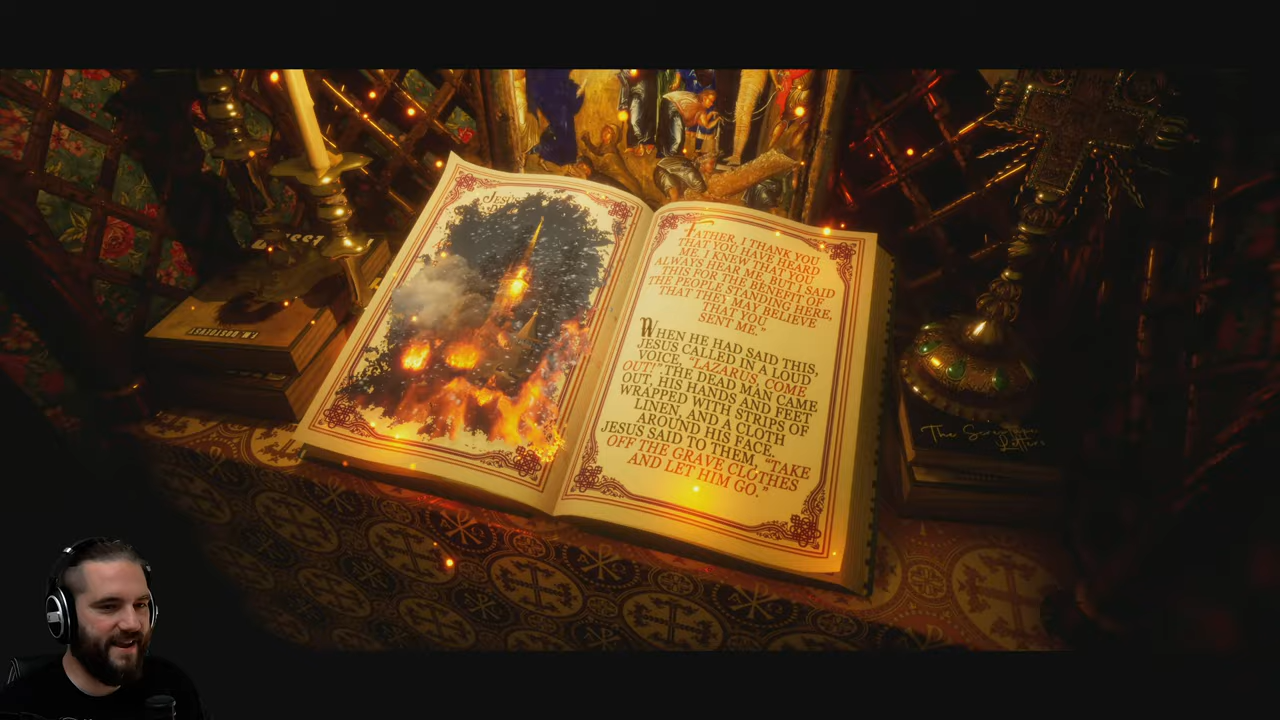 JESU
FATHER, I THANK YOU
THAT YOU HAVE HEARD
ME. I KNEW THAT YOU
ALWAYS HEAR ME, BUT I SAID
THIS FOR THE BENEFIT OF
THE PEOPLE STANDING HERE,
THAT THEY MAY BELIEVE
THAT YOU
SENT ME."
WHEN HE HAD SAID THIS,
JESUS CALLED IN A LOUD
VOICE, "LAZARUS, COME
OUT!" THE DEAD MAN CAME
OUT, HIS HANDS AND FEET
WRAPPED WITH STRIPS OF
LINEN, AND A CLOTH
AROUND HIS FACE.
JESUS SAID TO THEM, "TAKE
OFF THE GRAVE CLOTHES
AND LET HIM GO."
The